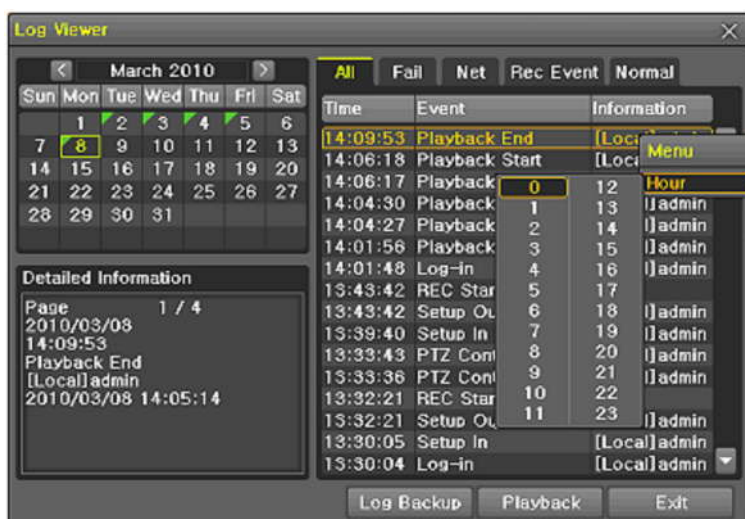 Log Viewer
March 2010
Sun Mon Tue Wed Thu Fri Sat
1 2 3 4 5 6
7 8 9 10 11 12 13
14 15 16 17 18 19 20
21 22 23 24 25 26 27
28 29 30 31
Detailed Information
Page 1 / 4
2010/03/08
14:09:53
Playback End
[Local]admin
2010/03/08 14:05:14
All Fail Net Rec Event Normal
Time Event Information
14:09:53 Playback End
14:06:18 Playback Start
14:06:17 Playback
14:04:30 Playback admin
14:04:27 Playback admin
14:01:56 Playback admin
14:01:48 Log-in admin
13:43:42 REC
13:43:42 Setup admin
13:39:40 Setup In admin
13:33:43 PTZ admin
13:33:36 PTZ admin
13:32:21 REC
13:32:21 Setup admin
13:30:05 Setup In [Local]admin
13:30:04 Log-in [Local]admin
Menu
Hour
0 12
1 13
2 14
3 15
4 16
5 17
6 18
7 19
8 20
9 21
10 22
11 23
Log Backup Playback Exit